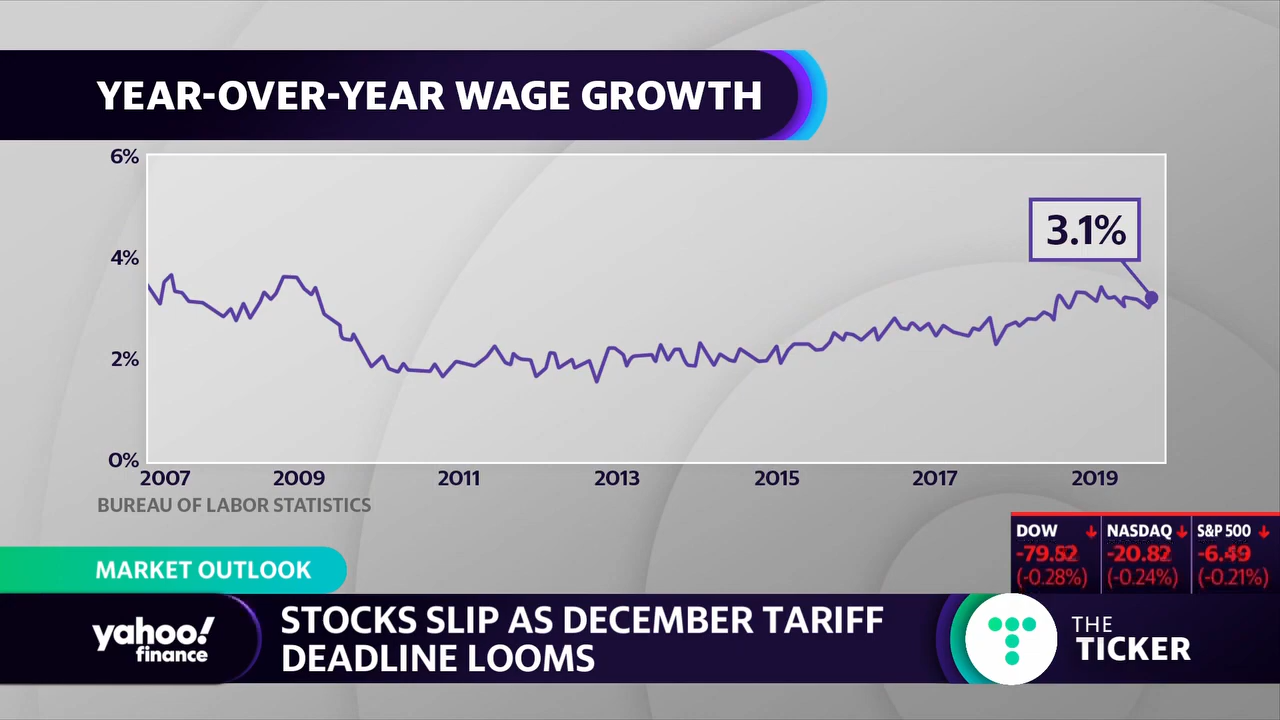 YEAR-OVER-YEAR WAGE GROWTH
6%
4%
2%
0%
3.1%
2007 2009 2011 2013 2015 2017 2019
BUREAU OF LABOR STATISTICS
DOW NASDAQ S&P 500
-79.52 -20.82 -6.49
(-0.28%) (-0.24%) (-0.21%)
MARKET OUTLOOK
yahoo!
finance
STOCKS SLIP AS DECEMBER TARIFF
DEADLINE LOOMS
THE
TICKER